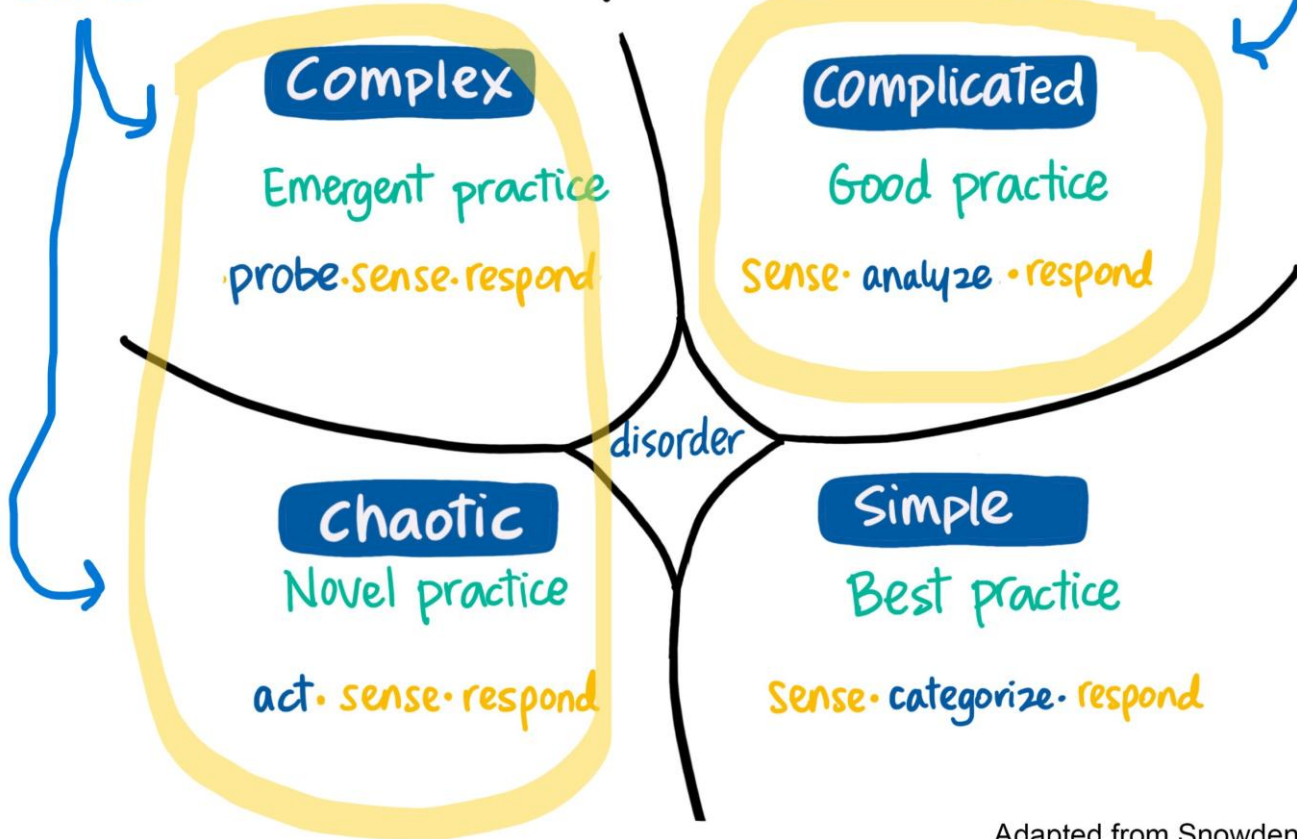 Complex
Emergent practice
probe·sense·respond
Complicated
Good practice
sense·analyze·respond
disorder
Chaotic
Novel practice
act·sense·respond
Simple
Best practice
sense·categorize·respond
Adapted from Snowden